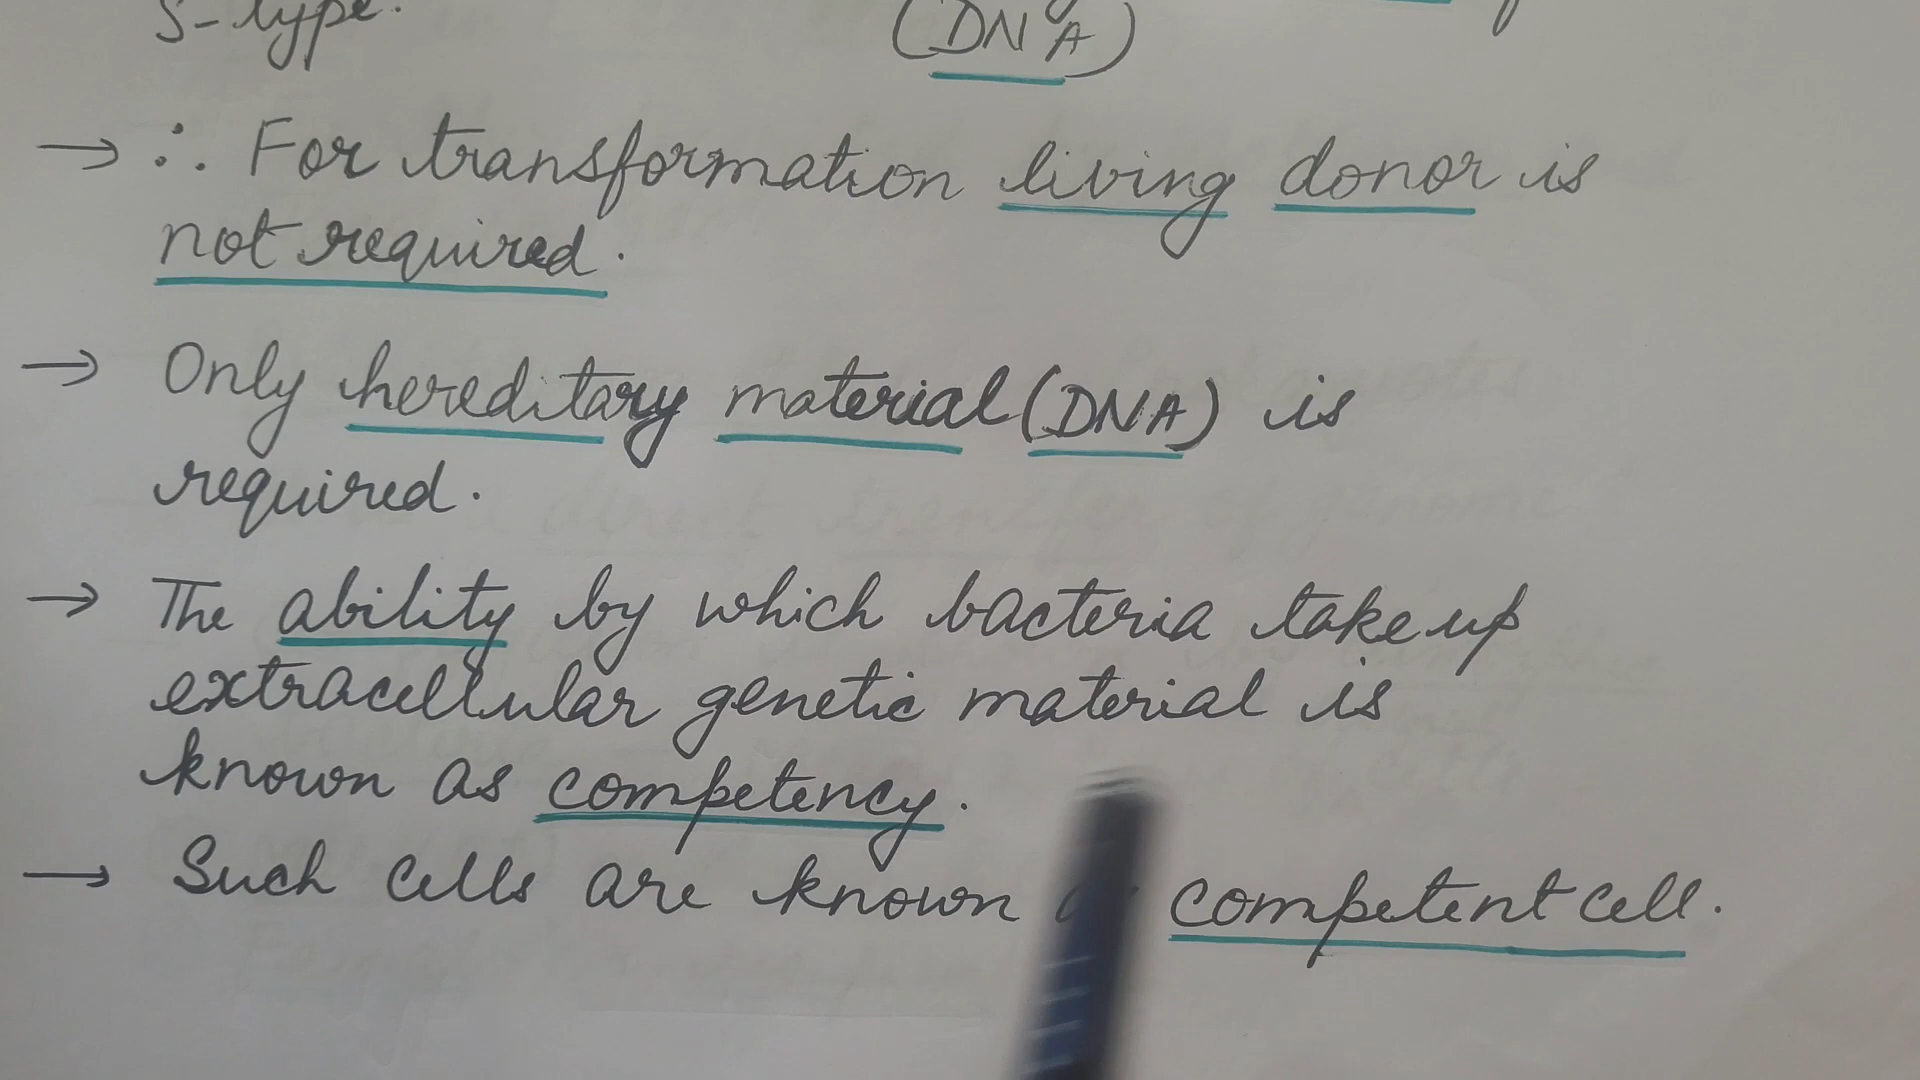 S-type.
(DNA)
→ ∴ For transformation living donor is
not required.
→ Only hereditary material (DNA) is
required.
→ The ability by which bacteria take up
extracellular genetic material is
known as competency.
→ Such cells are known competent cell.